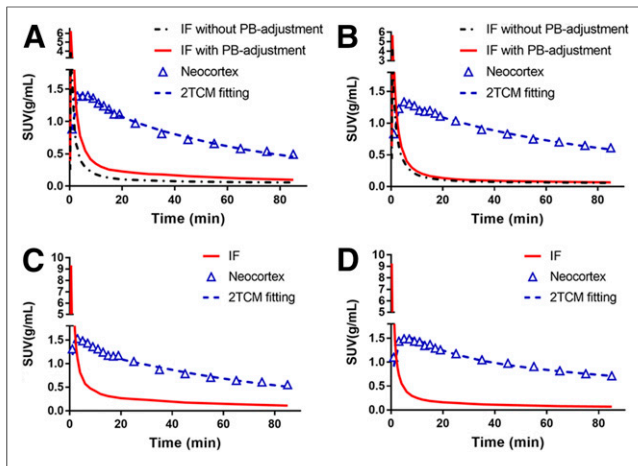 A
IF without PB-adjustment
IF with PB-adjustment
Neocortex
2TCM fitting
SUV(g/mL)
6
5
4
3
1.5
1.0
0.5
0.0
0 20 40 60 80 100
Time (min)
B
IF without PB-adjustment
IF with PB-adjustment
Neocortex
2TCM fitting
SUV(g/mL)
6
5
4
3
1.5
1.0
0.5
0.0
0 20 40 60 80 100
Time (min)
C
IF
Neocortex
2TCM fitting
SUV(g/mL)
10
9
8
7
6
5
1.5
1.0
0.5
0.0
0 20 40 60 80 100
Time (min)
D
IF
Neocortex
2TCM fitting
SUV(g/mL)
10
9
8
7
6
5
1.5
1.0
0.5
0.0
0 20 40 60 80 100
Time (min)